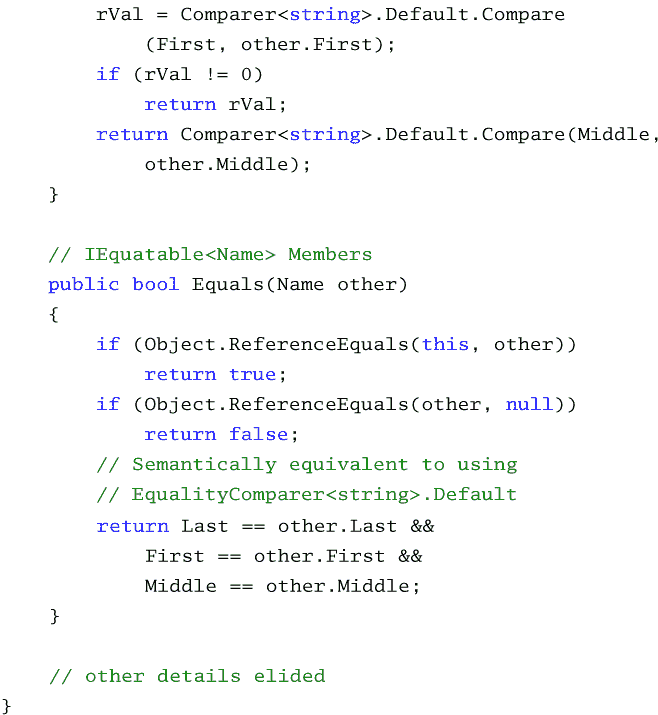 rVal = Comparer<string>.Default.Compare
(First, other.First);
if (rVal != 0)
return rVal;
return Comparer<string>.Default.Compare(Middle,
other.Middle);
}
// IEquatable<Name> Members
public bool Equals(Name other)
{
if (Object.ReferenceEquals(this, other))
return true;
if (Object.ReferenceEquals(other, null))
return false;
// Semantically equivalent to using
// EqualityComparer<string>.Default
return Last == other.Last &&
First == other.First &&
Middle == other.Middle;
}
// other details elided
}